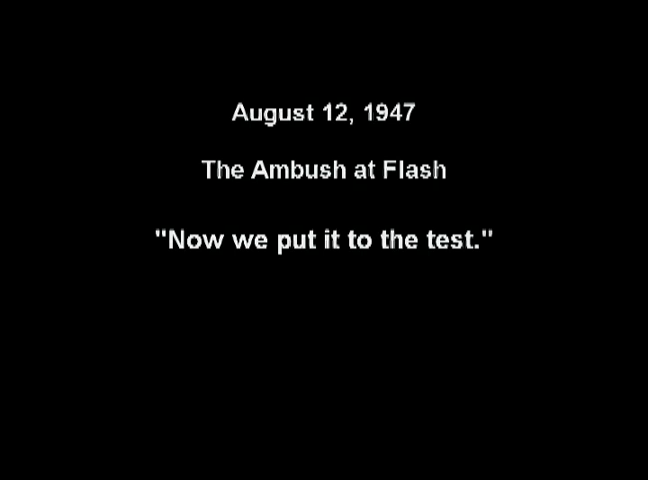 August 12, 1947
The Ambush at Flash
"Now we put it to the test."